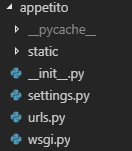 appetito
__pycache__
static
__init__.py
settings.py
urls.py
wsgi.py